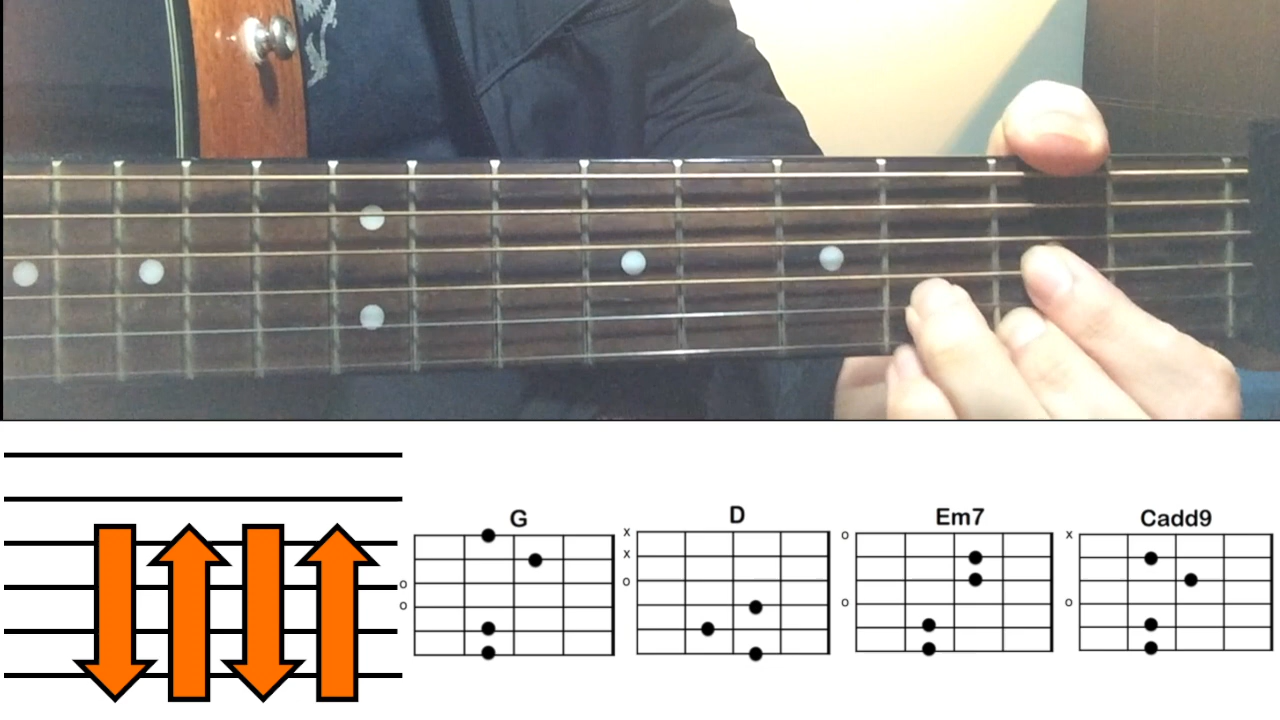 G D Em7 Cadd9
x o x
x
o o
o o o